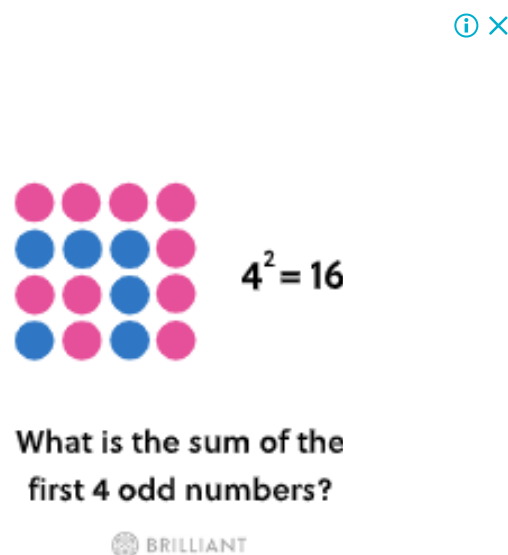 4² = 16
What is the sum of the
first 4 odd numbers?
BRILLIANT